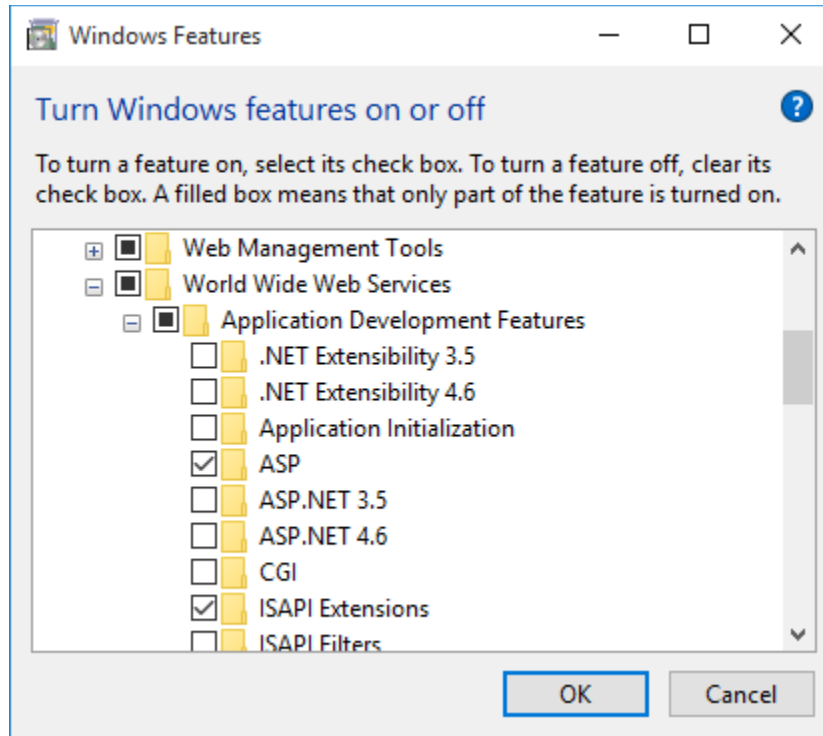 Windows Features
Turn Windows features on or off
To turn a feature on, select its check box. To turn a feature off, clear its
check box. A filled box means that only part of the feature is turned on.
Web Management Tools
World Wide Web Services
Application Development Features
.NET Extensibility 3.5
.NET Extensibility 4.6
Application Initialization
ASP
ASP.NET 3.5
ASP.NET 4.6
CGI
ISAPI Extensions
ISAPI Filters
OK Cancel